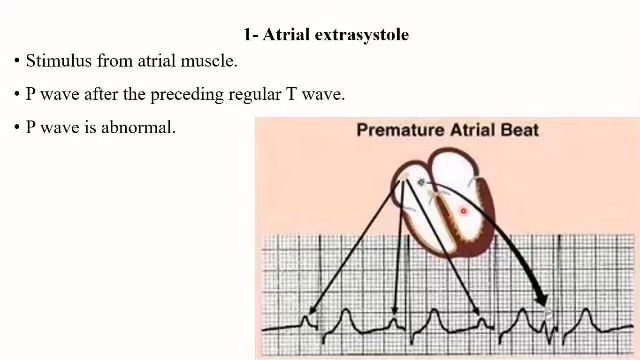 1- Atrial extrasystole
• Stimulus from atrial muscle.
• P wave after the preceding regular T wave.
• P wave is abnormal.
Premature Atrial Beat